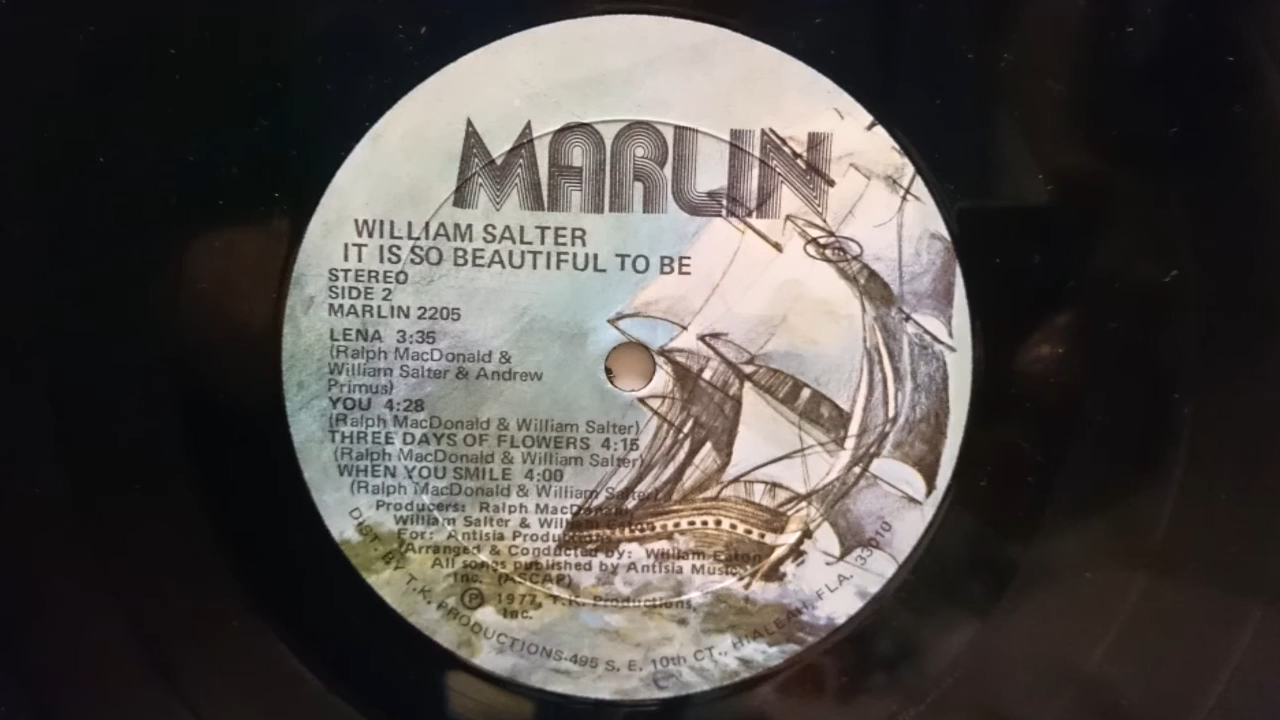 MARLIN
WILLIAM SALTER
IT IS SO BEAUTIFUL TO BE
STEREO
SIDE 2
MARLIN 2205
LENA 3:35
(Ralph MacDonald &
William Salter & Andrew
Primus)
YOU 4:28
(Ralph MacDonald & William Salter)
THREE DAYS OF FLOWERS 4:15
(Ralph MacDonald & William Salter)
WHEN YOU SMILE 4:00
(Ralph MacDonald & William Salter)
Producers: Ralph MacDonald,
William Salter & William Eaton
For: Antisia Productions
Arranged & Conducted by: William Eaton
All songs published by Antisia Music,
Inc. (ASCAP)
Ⓟ 1977, T.K. Productions,
Inc.
DIST. BY T.K. PRODUCTIONS-495 S. E. 10th CT., HIALEAH, FLA. 33010